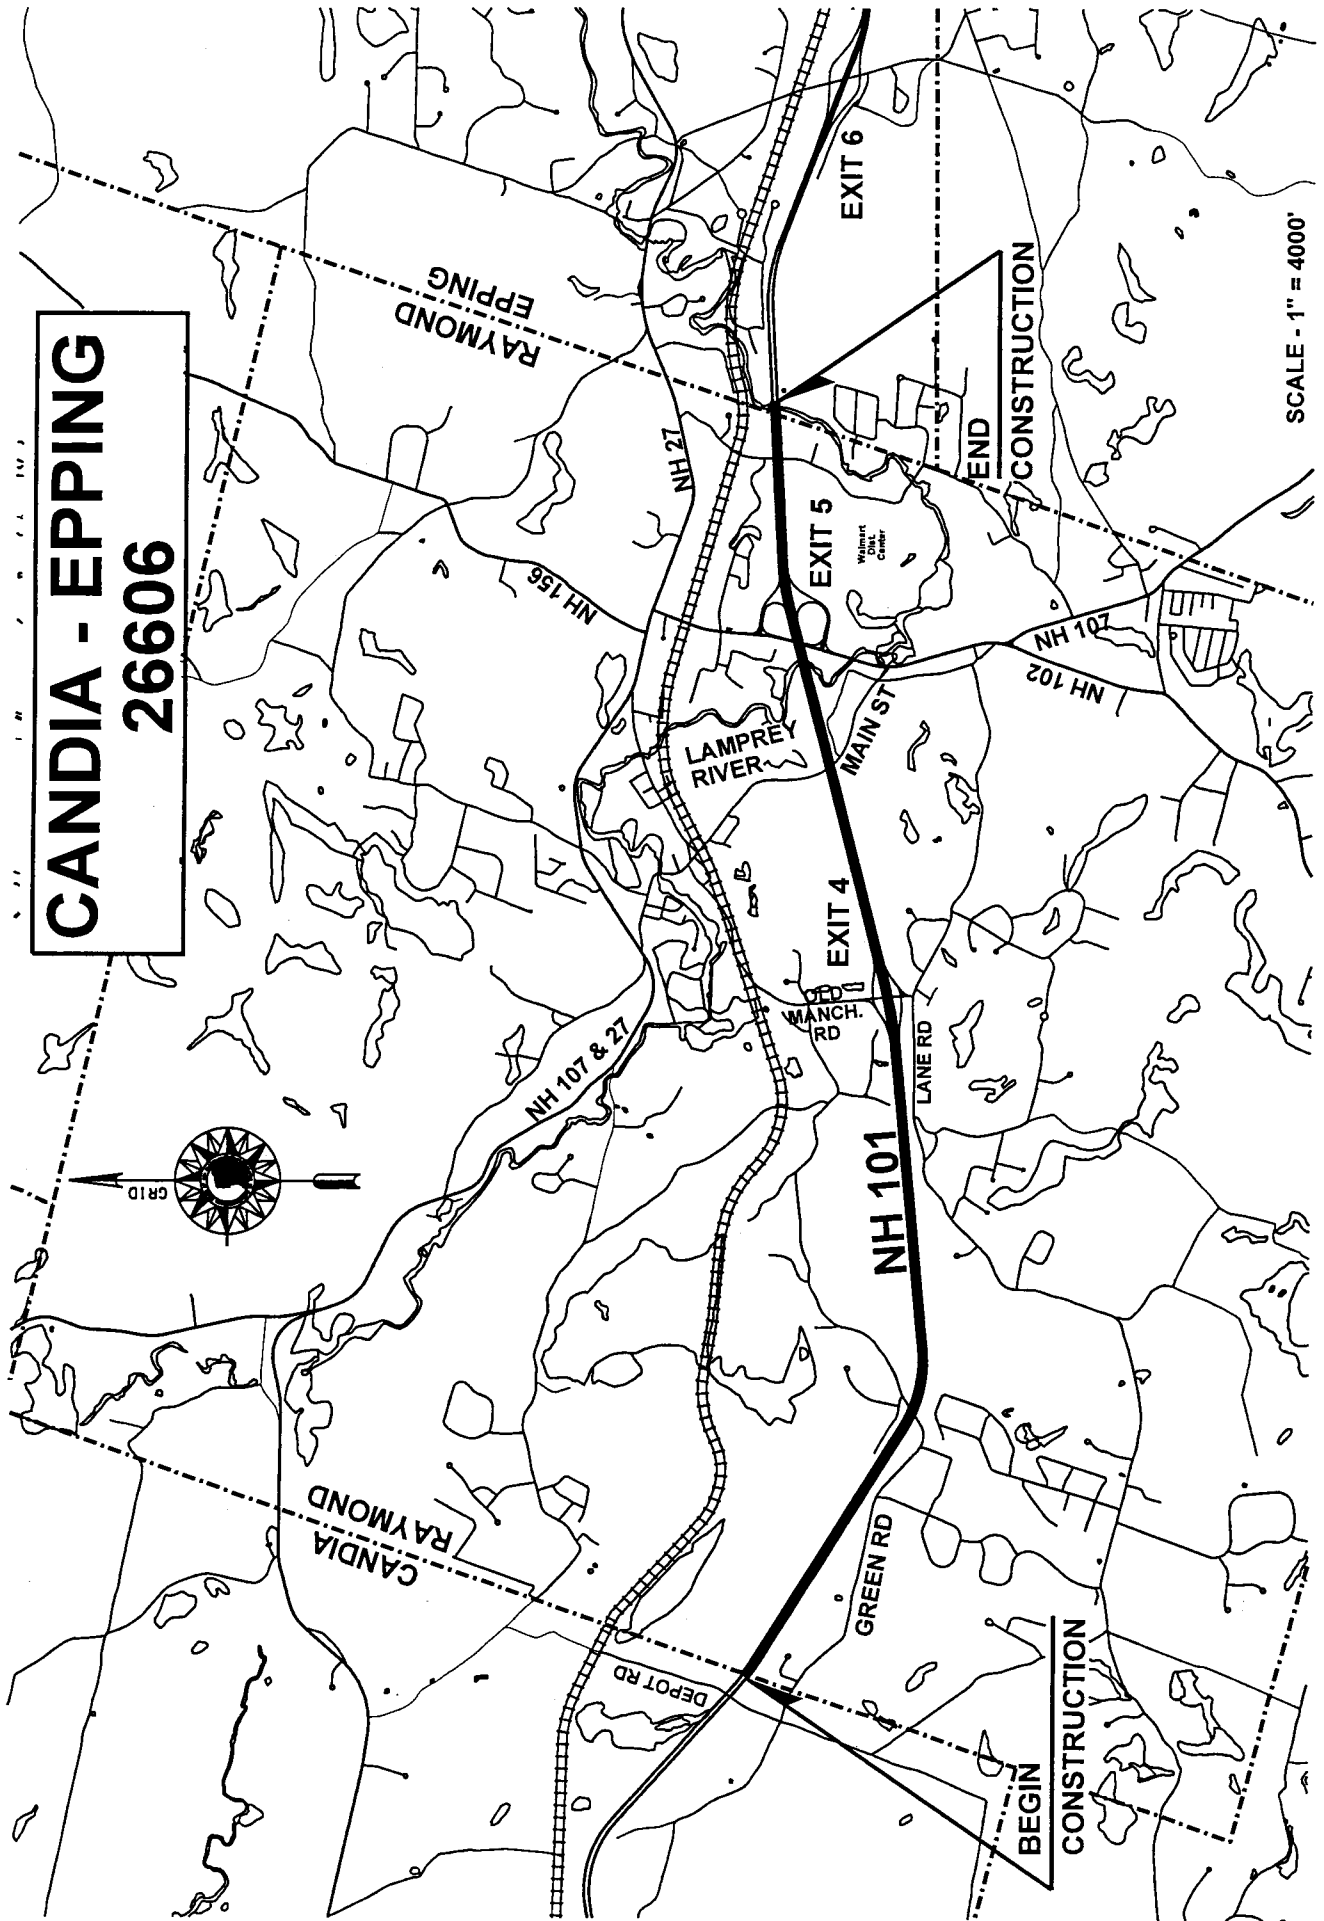 CANDIA - EPPING
26606
GRID
RAYMOND
EPPING
NH 27
NH 156
EXIT 6
END
CONSTRUCTION
SCALE - 1" = 4000'
EXIT 5
Walmart
Dist.
Center
NH 107
NH 102
MAIN ST
LAMPREY
RIVER
EXIT 4
OLD
MANCH.
RD
LANE RD
NH 107 & 27
NH 101
CANDIA
RAYMOND
GREEN RD
DEPOT RD
BEGIN
CONSTRUCTION